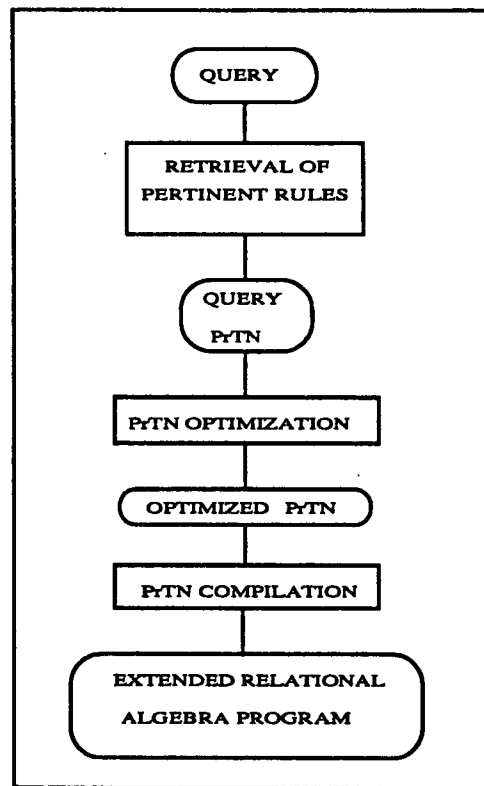 QUERY
RETRIEVAL OF
PERTINENT RULES
QUERY
PrTN
PrTN OPTIMIZATION
OPTIMIZED PrTN
PrTN COMPILATION
EXTENDED RELATIONAL
ALGEBRA PROGRAM